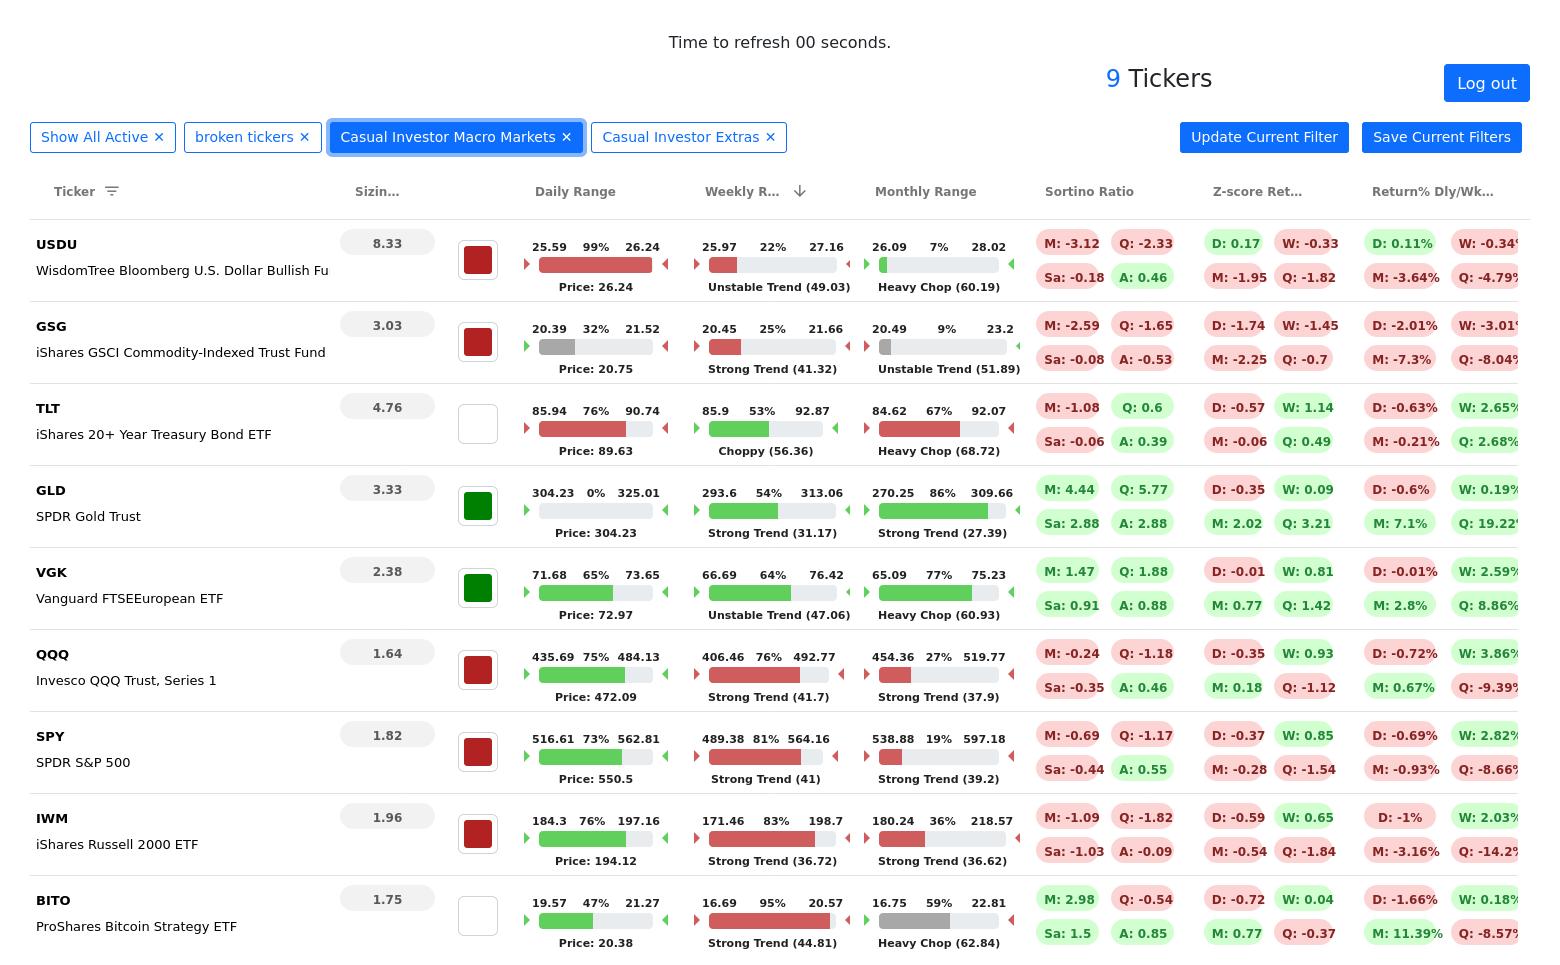 Time to refresh 00 seconds.
9 Tickers
Log out
Show All Active ✕ broken tickers ✕ Casual Investor Macro Markets ✕ Casual Investor Extras ✕ Update Current Filter Save Current Filters
Ticker Sizin... Daily Range Weekly R... Monthly Range Sortino Ratio Z-score Ret... Return% Dly/Wk...
USDU 8.33 25.59 99% 26.24 25.97 22% 27.16 26.09 7% 28.02 M: -3.12 Q: -2.33 D: 0.17 W: -0.33 D: 0.11% W: -0.34%
WisdomTree Bloomberg U.S. Dollar Bullish Fu Price: 26.24 Unstable Trend (49.03) Heavy Chop (60.19) Sa: -0.18 A: 0.46 M: -1.95 Q: -1.82 M: -3.64% Q: -4.79%
GSG 3.03 20.39 32% 21.52 20.45 25% 21.66 20.49 9% 23.2 M: -2.59 Q: -1.65 D: -1.74 W: -1.45 D: -2.01% W: -3.01%
iShares GSCI Commodity-Indexed Trust Fund Price: 20.75 Strong Trend (41.32) Unstable Trend (51.89) Sa: -0.08 A: -0.53 M: -2.25 Q: -0.7 M: -7.3% Q: -8.04%
TLT 4.76 85.94 76% 90.74 85.9 53% 92.87 84.62 67% 92.07 M: -1.08 Q: 0.6 D: -0.57 W: 1.14 D: -0.63% W: 2.65%
iShares 20+ Year Treasury Bond ETF Price: 89.63 Choppy (56.36) Heavy Chop (68.72) Sa: -0.06 A: 0.39 M: -0.06 Q: 0.49 M: -0.21% Q: 2.68%
GLD 3.33 304.23 0% 325.01 293.6 54% 313.06 270.25 86% 309.66 M: 4.44 Q: 5.77 D: -0.35 W: 0.09 D: -0.6% W: 0.19%
SPDR Gold Trust Price: 304.23 Strong Trend (31.17) Strong Trend (27.39) Sa: 2.88 A: 2.88 M: 2.02 Q: 3.21 M: 7.1% Q: 19.22%
VGK 2.38 71.68 65% 73.65 66.69 64% 76.42 65.09 77% 75.23 M: 1.47 Q: 1.88 D: -0.01 W: 0.81 D: -0.01% W: 2.59%
Vanguard FTSEEuropean ETF Price: 72.97 Unstable Trend (47.06) Heavy Chop (60.93) Sa: 0.91 A: 0.88 M: 0.77 Q: 1.42 M: 2.8% Q: 8.86%
QQQ 1.64 435.69 75% 484.13 406.46 76% 492.77 454.36 27% 519.77 M: -0.24 Q: -1.18 D: -0.35 W: 0.93 D: -0.72% W: 3.86%
Invesco QQQ Trust, Series 1 Price: 472.09 Strong Trend (41.7) Strong Trend (37.9) Sa: -0.35 A: 0.46 M: 0.18 Q: -1.12 M: 0.67% Q: -9.39%
SPY 1.82 516.61 73% 562.81 489.38 81% 564.16 538.88 19% 597.18 M: -0.69 Q: -1.17 D: -0.37 W: 0.85 D: -0.69% W: 2.82%
SPDR S&P 500 Price: 550.5 Strong Trend (41) Strong Trend (39.2) Sa: -0.44 A: 0.55 M: -0.28 Q: -1.54 M: -0.93% Q: -8.66%
IWM 1.96 184.3 76% 197.16 171.46 83% 198.7 180.24 36% 218.57 M: -1.09 Q: -1.82 D: -0.59 W: 0.65 D: -1% W: 2.03%
iShares Russell 2000 ETF Price: 194.12 Strong Trend (36.72) Strong Trend (36.62) Sa: -1.03 A: -0.09 M: -0.54 Q: -1.84 M: -3.16% Q: -14.2%
BITO 1.75 19.57 47% 21.27 16.69 95% 20.57 16.75 59% 22.81 M: 2.98 Q: -0.54 D: -0.72 W: 0.04 D: -1.66% W: 0.18%
ProShares Bitcoin Strategy ETF Price: 20.38 Strong Trend (44.81) Heavy Chop (62.84) Sa: 1.5 A: 0.85 M: 0.77 Q: -0.37 M: 11.39% Q: -8.57%